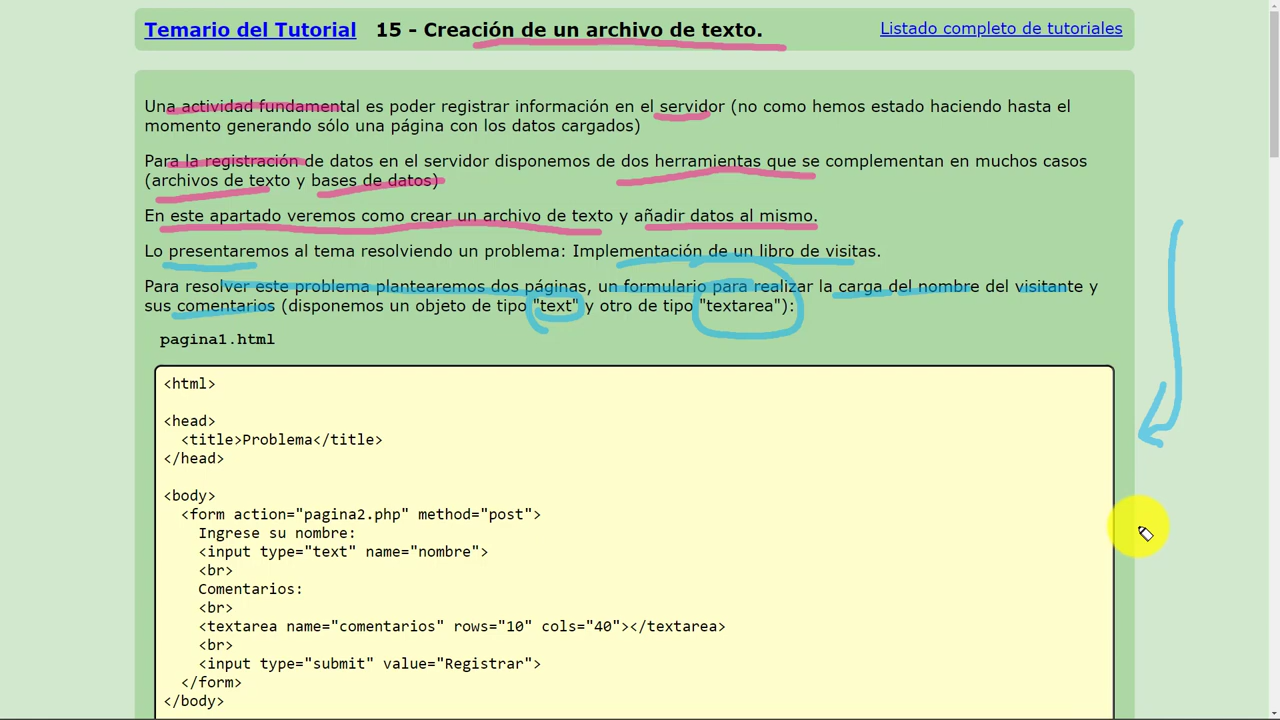 Temario del Tutorial 15 - Creación de un archivo de texto. Listado completo de tutoriales
Una actividad fundamental es poder registrar información en el servidor (no como hemos estado haciendo hasta el
momento generando sólo una página con los datos cargados)
Para la registración de datos en el servidor disponemos de dos herramientas que se complementan en muchos casos
(archivos de texto y bases de datos)
En este apartado veremos como crear un archivo de texto y añadir datos al mismo.
Lo presentaremos al tema resolviendo un problema: Implementación de un libro de visitas.
Para resolver este problema plantearemos dos páginas, un formulario para realizar la carga del nombre del visitante y
sus comentarios (disponemos un objeto de tipo "text" y otro de tipo "textarea"):
pagina1.html
<html>
<head>
<title>Problema</title>
</head>
<body>
<form action="pagina2.php" method="post">
Ingrese su nombre:
<input type="text" name="nombre">
<br>
Comentarios:
<br>
<textarea name="comentarios" rows="10" cols="40"></textarea>
<br>
<input type="submit" value="Registrar">
</form>
</body>